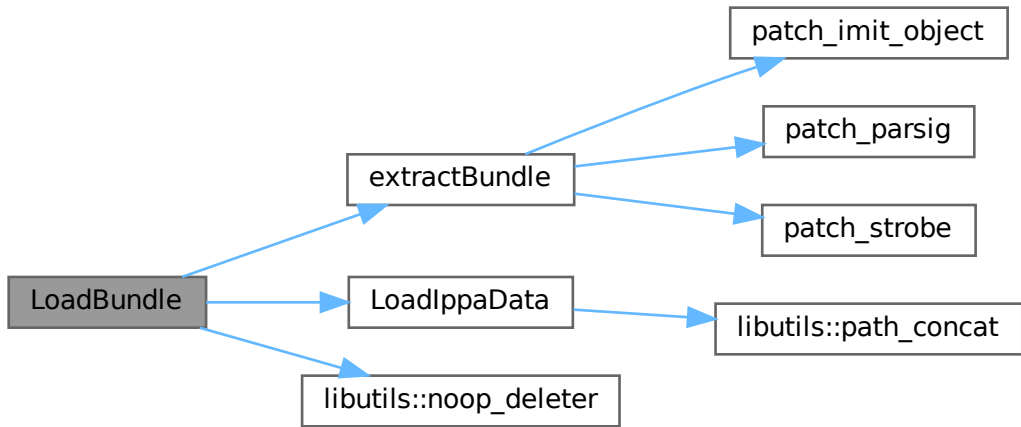 patch_imit_object
patch_parsig
extractBundle
patch_strobe
LoadBundle
LoadIppaData
libutils::path_concat
libutils::noop_deleter